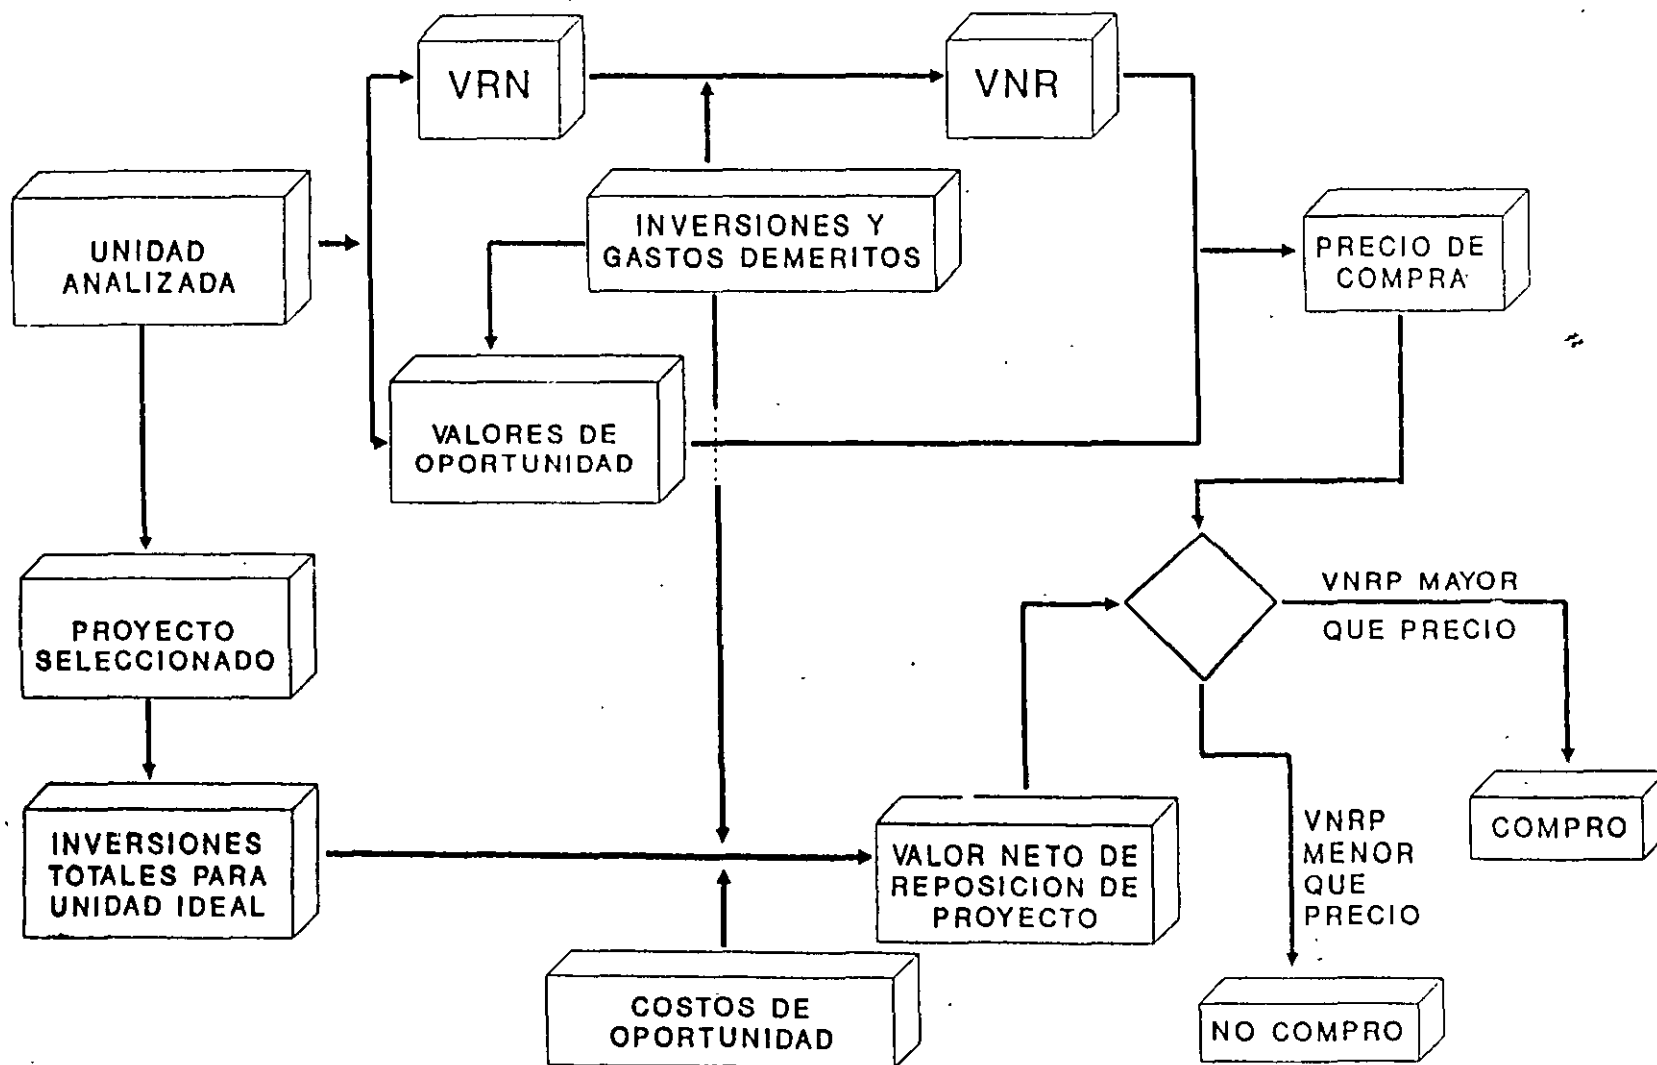 VRN
VNR
UNIDAD
ANALIZADA
INVERSIONES Y
GASTOS DEMERITOS
PRECIO DE
COMPRA
VALORES DE
OPORTUNIDAD
PROYECTO
SELECCIONADO
VNRP MAYOR
QUE PRECIO
INVERSIONES
TOTALES PARA
UNIDAD IDEAL
VALOR NETO DE
REPOSICION DE
PROYECTO
VNRP
MENOR
QUE
PRECIO
COMPRO
COSTOS DE
OPORTUNIDAD
NO COMPRO